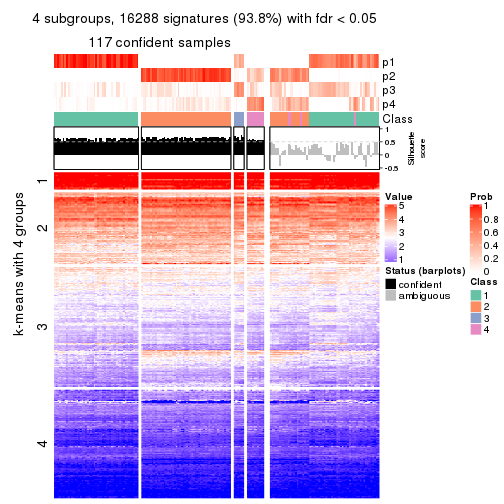 4 subgroups, 16288 signatures (93.8%) with fdr < 0.05
117 confident samples
p1
p2
p3
p4
Class
1
0.5
0
-0.5
Silhouette
score
k-means with 4 groups
1
2
3
4
Value
5
4
3
2
1
Status (barplots)
confident
ambiguous
Prob
1
0.8
0.6
0.4
0.2
0
Class
1
2
3
4